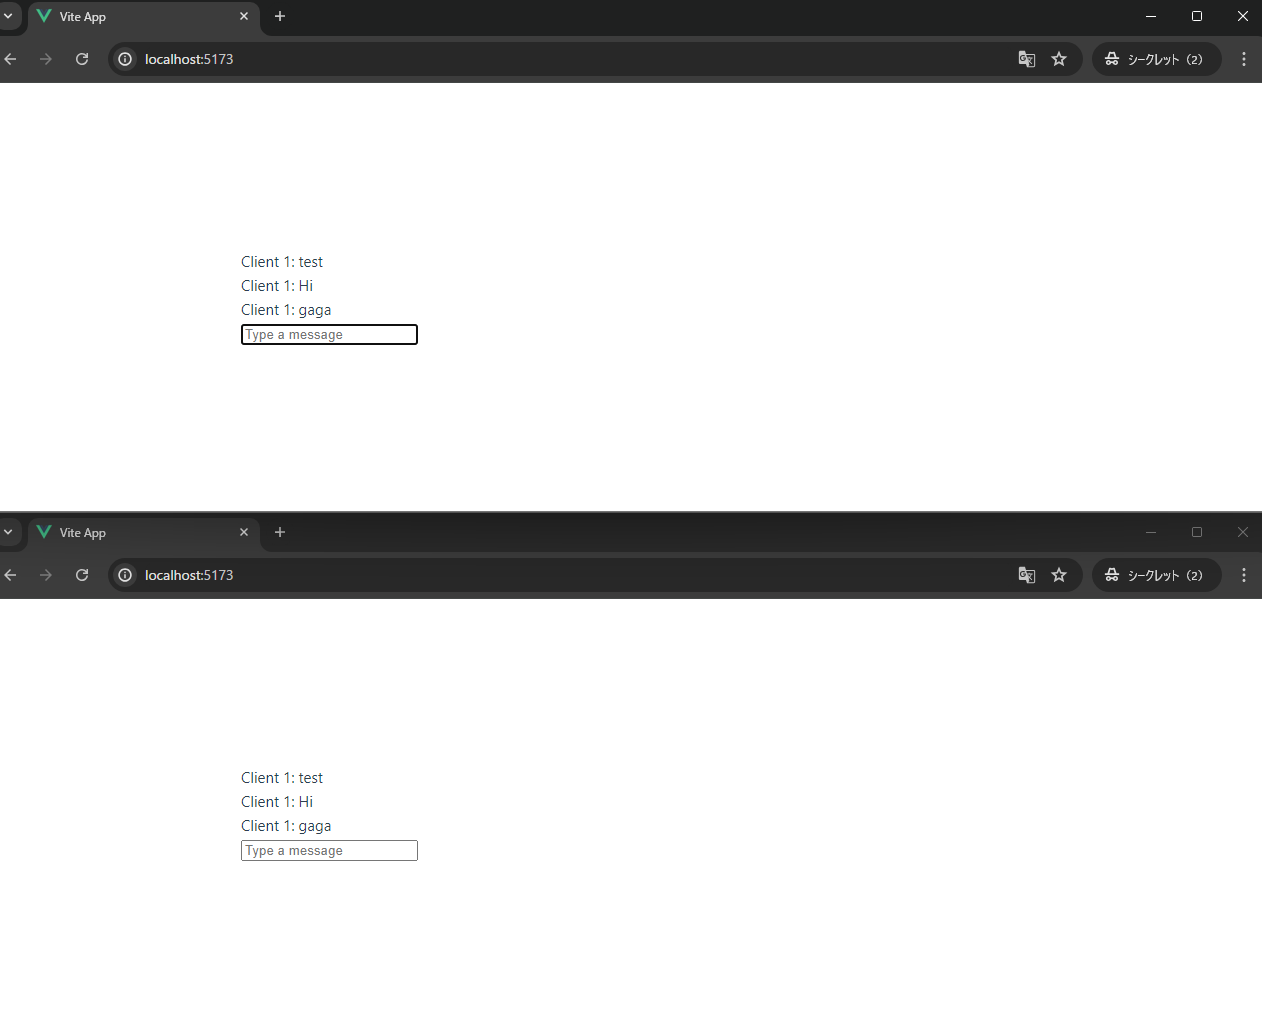 Vite App
localhost:5173
シークレット（2）
Client 1: test
Client 1: Hi
Client 1: gaga
Type a message
Vite App
localhost:5173
シークレット（2）
Client 1: test
Client 1: Hi
Client 1: gaga
Type a message